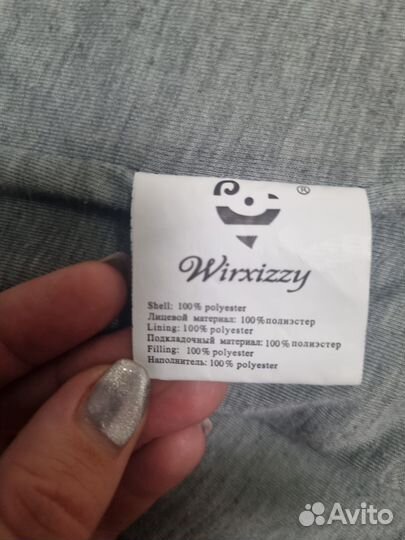 ®
Wirxizzy
Shell: 100% polyester
Лицевой материал: 100%полиэстер
Lining: 100% polyester
Подкладочный материал: 100% полиэстер
Filling: 100% polyester
Наполнитель: 100% polyester
Avito